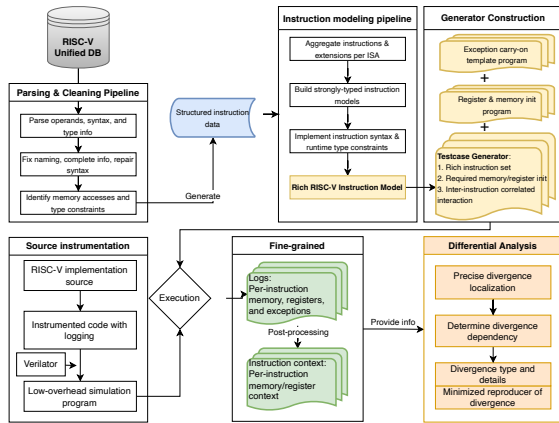 RISC-V
Unified DB
Parsing & Cleaning Pipeline
Parse operands, syntax, and
type info
Fix naming, complete info, repair
syntax
Identify memory accesses and
type constraints
Generate
Structured instruction
data
Instruction modeling pipeline
Aggregate instructions &
extensions per ISA
Build strongly-typed instruction
models
Implement instruction syntax &
runtime type constraints
Rich RISC-V Instruction Model
Generator Construction
Exception carry-on
template program
+
Register & memory init
program
+
Testcase Generator:
1. Rich instruction set
2. Required memory/register init
3. Inter-instruction correlated
interaction
Source instrumentation
RISC-V implementation
source
Instrumented code with
logging
Verilator
Low-overhead simulation
program
Execution
Fine-grained
Logs:
Per-instruction
memory, registers,
and exceptions
Post-processing
Instruction context:
Per-instruction
memory/register
context
Provide info
Differential Analysis
Precise divergence
localization
Determine divergence
dependency
Divergence type and
details
Minimized reproducer of
divergence